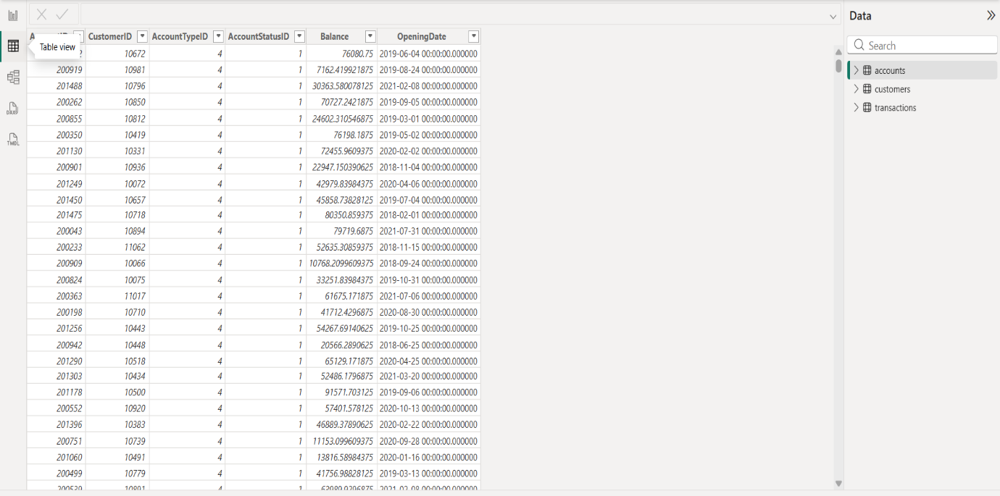 Data
Search
accounts
customers
transactions
DAX
TMDL
Table view
CustomerID AccountTypeID AccountStatusID Balance OpeningDate
10672 4 1 76080.75 2019-06-04 00:00:00.000000
200919 10981 4 1 7162.419921875 2019-08-24 00:00:00.000000
201488 10796 4 1 30363.580078125 2021-02-08 00:00:00.000000
200262 10850 4 1 70727.2421875 2019-09-05 00:00:00.000000
200855 10812 4 1 24602.310546875 2019-03-01 00:00:00.000000
200350 10419 4 1 76198.1875 2019-05-02 00:00:00.000000
201130 10331 4 1 72455.9609375 2020-02-02 00:00:00.000000
200901 10936 4 1 22947.150390625 2018-11-04 00:00:00.000000
201249 10072 4 1 42979.83984375 2020-04-06 00:00:00.000000
201450 10657 4 1 45858.73828125 2019-07-04 00:00:00.000000
201475 10718 4 1 80350.859375 2018-02-01 00:00:00.000000
200043 10894 4 1 79719.6875 2021-07-31 00:00:00.000000
200233 11062 4 1 52635.30859375 2018-11-15 00:00:00.000000
200909 10066 4 1 10768.2099609375 2018-09-24 00:00:00.000000
200824 10075 4 1 33251.83984375 2019-10-31 00:00:00.000000
200363 11017 4 1 61675.171875 2021-07-06 00:00:00.000000
200198 10710 4 1 41712.4296875 2020-08-30 00:00:00.000000
201256 10443 4 1 54267.69140625 2019-10-25 00:00:00.000000
200942 10448 4 1 20566.2890625 2018-06-25 00:00:00.000000
201290 10518 4 1 65129.171875 2020-04-25 00:00:00.000000
201303 10434 4 1 52486.1796875 2021-03-20 00:00:00.000000
201178 10500 4 1 91571.703125 2019-09-06 00:00:00.000000
200552 10920 4 1 57401.578125 2020-10-13 00:00:00.000000
201396 10383 4 1 46889.37890625 2020-02-22 00:00:00.000000
200751 10739 4 1 11153.099609375 2020-09-28 00:00:00.000000
201060 10491 4 1 13816.58984375 2020-01-16 00:00:00.000000
200499 10779 4 1 41756.98828125 2019-03-13 00:00:00.000000